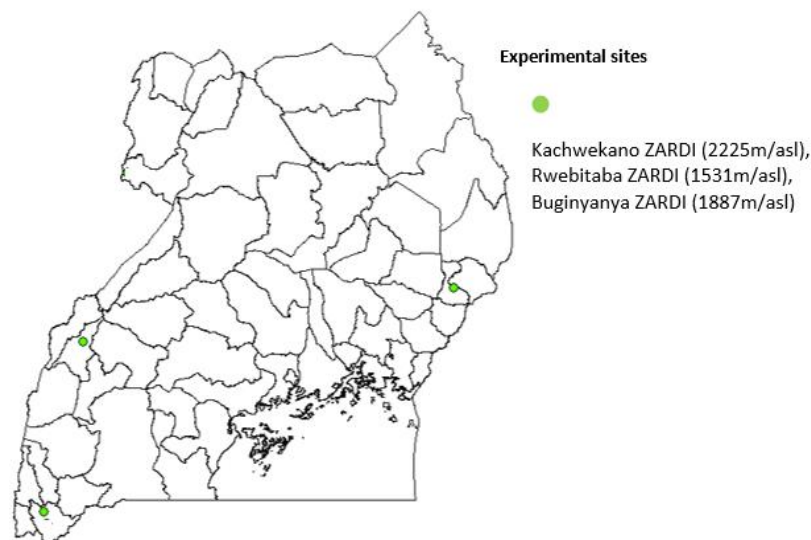 Experimental sites
Kachwekano ZARDI (2225m/asl),
Rwebitaba ZARDI (1531m/asl),
Buginyanya ZARDI (1887m/asl)